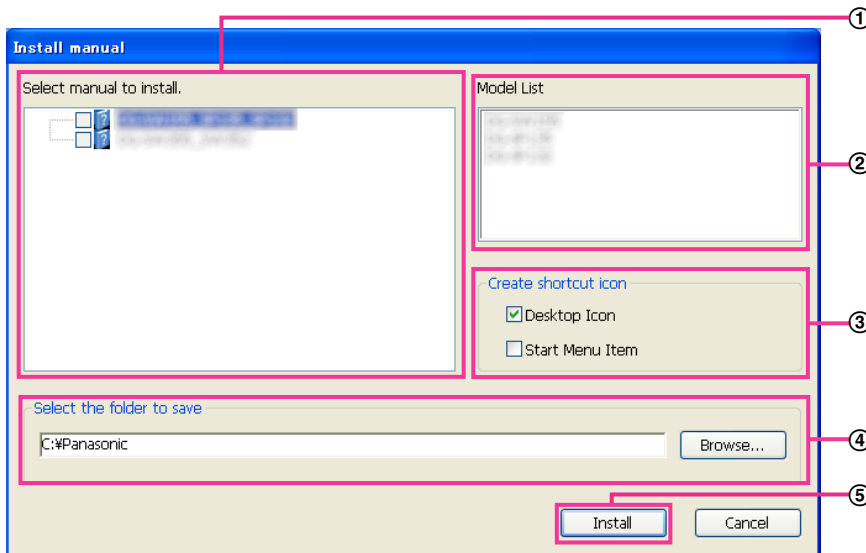 ①
Install manual
Select manual to install.
Model List
②
Create shortcut icon
Desktop Icon
③
Start Menu Item
Select the folder to save
C:¥Panasonic
Browse...
④
⑤
Install
Cancel